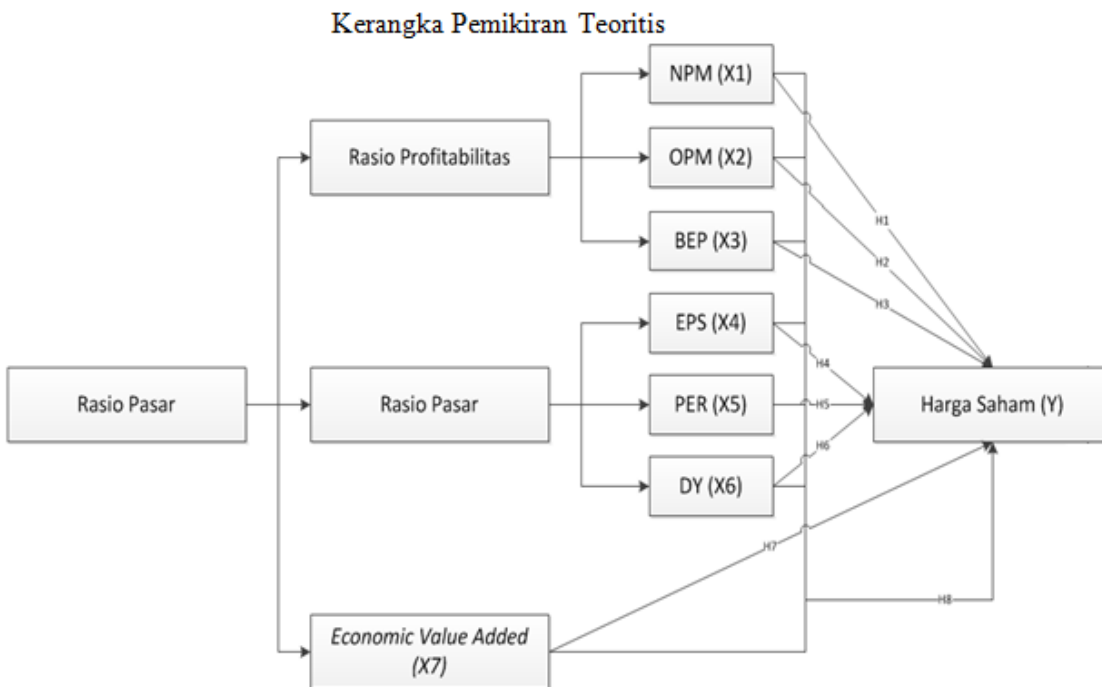 Kerangka Pemikiran Teoritis
NPM (X1)
Rasio Profitabilitas
OPM (X2)
BEP (X3)
H1
H2
H3
EPS (X4)
H4
Rasio Pasar
Rasio Pasar
PER (X5)
H5
Harga Saham (Y)
H6
DY (X6)
H7
H8
Economic Value Added
(X7)